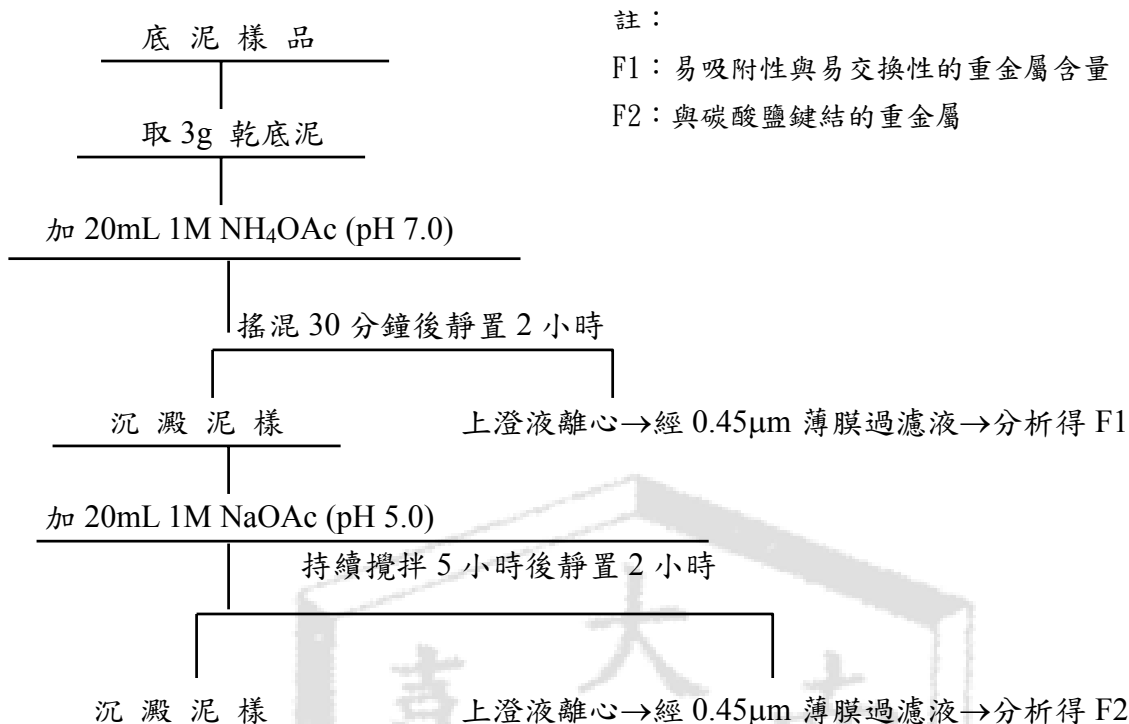 底 泥 樣 品
註：
F1：易吸附性與易交換性的重金屬含量
F2：與碳酸鹽鍵結的重金屬
取 3g 乾底泥
加 20mL 1M NH₄OAc (pH 7.0)
搖混 30 分鐘後靜置 2 小時
沉 澱 泥 樣
上澄液離心→經 0.45μm 薄膜過濾液→分析得 F1
加 20mL 1M NaOAc (pH 5.0)
持續攪拌 5 小時後靜置 2 小時
大
沉 澱 泥 樣
上澄液離心→經 0.45μm 薄膜過濾液→分析得 F2